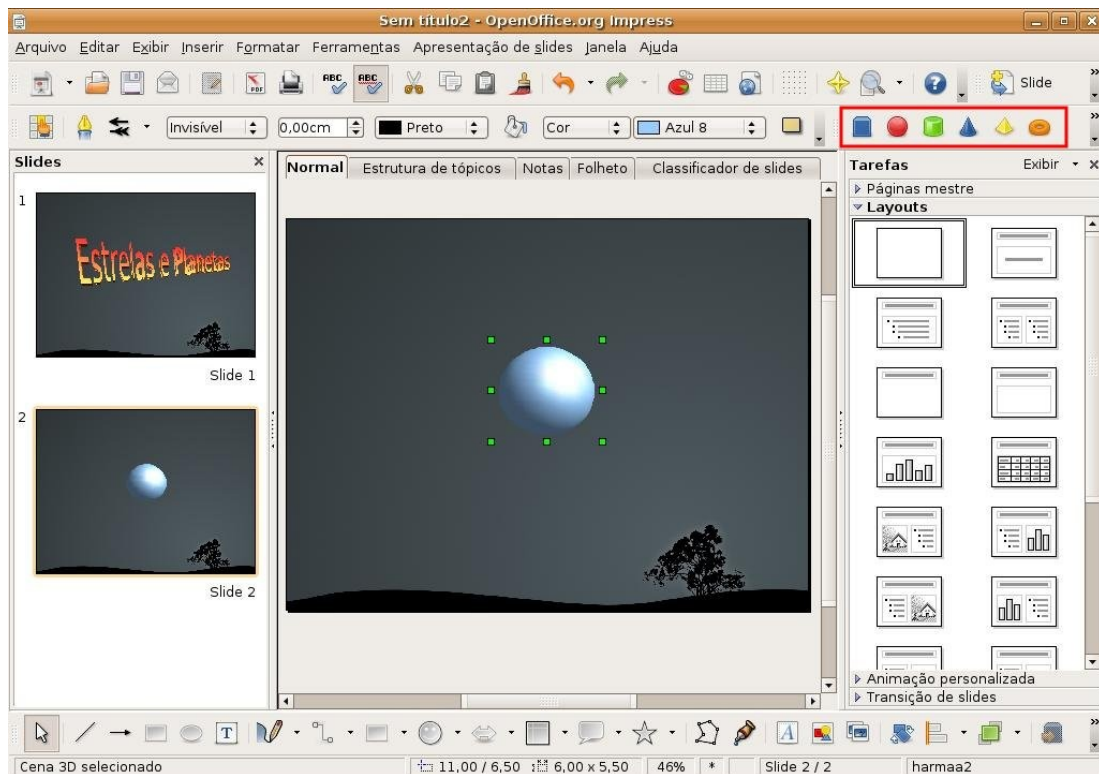 Sem título2 - OpenOffice.org Impress
Arquivo Editar Exibir Inserir Formatar Ferramentas Apresentação de slides Janela Ajuda
PDF ABC ABC Slide
Invisível 0,00cm Preto Cor Azul 8
Slides
Normal Estrutura de tópicos Notas Folheto Classificador de slides
Tarefas Exibir
Páginas mestre
Layouts
1
Estrelas e Planetas
Slide 1
2
Slide 2
Animação personalizada
Transição de slides
T A
Cena 3D selecionado 11,00 / 6,50 6,00 x 5,50 46% * Slide 2 / 2 harmaa2